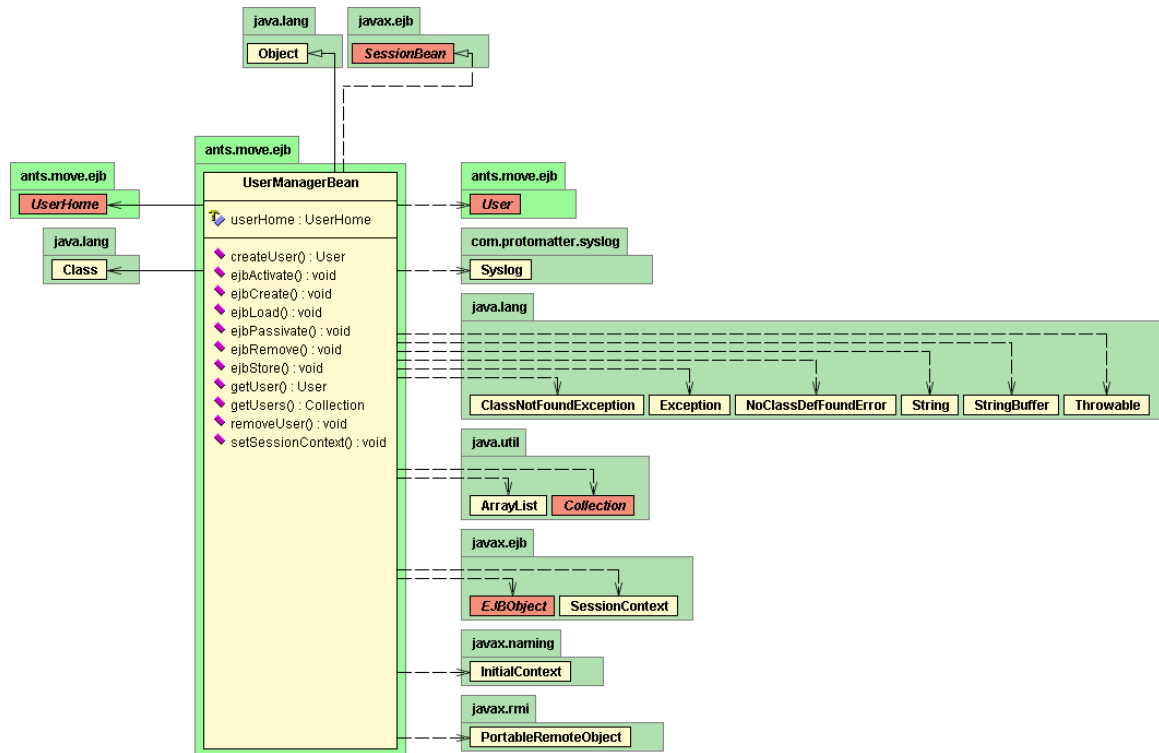 java.lang
Object
javax.ejb
SessionBean
ants.move.ejb
UserManagerBean
userHome : UserHome
createUser() : User
ejbActivate() : void
ejbCreate() : void
ejbLoad() : void
ejbPassivate() : void
ejbRemove() : void
ejbStore() : void
getUser() : User
getUsers() : Collection
removeUser() : void
setSessionContext() : void
ants.move.ejb
UserHome
java.lang
Class
ants.move.ejb
User
com.protomatter.syslog
Syslog
java.lang
ClassNotFoundException
Exception
NoClassDefFoundError
String
StringBuffer
Throwable
java.util
ArrayList
Collection
javax.ejb
EJBObject
SessionContext
javax.naming
InitialContext
javax.rmi
PortableRemoteObject